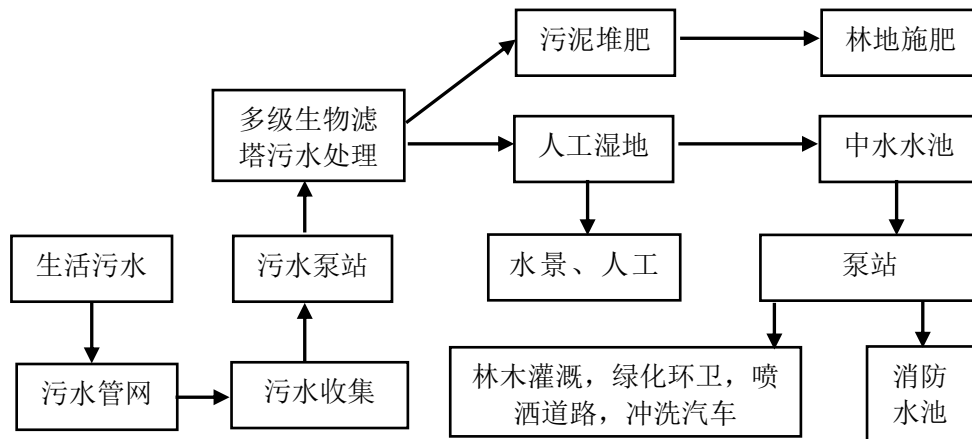 污泥堆肥
林地施肥
多级生物滤
塔污水处理
人工湿地
中水水池
生活污水
污水泵站
水景、人工
泵站
污水管网
污水收集
林木灌溉，绿化环卫，喷
洒道路，冲洗汽车
消防
水池